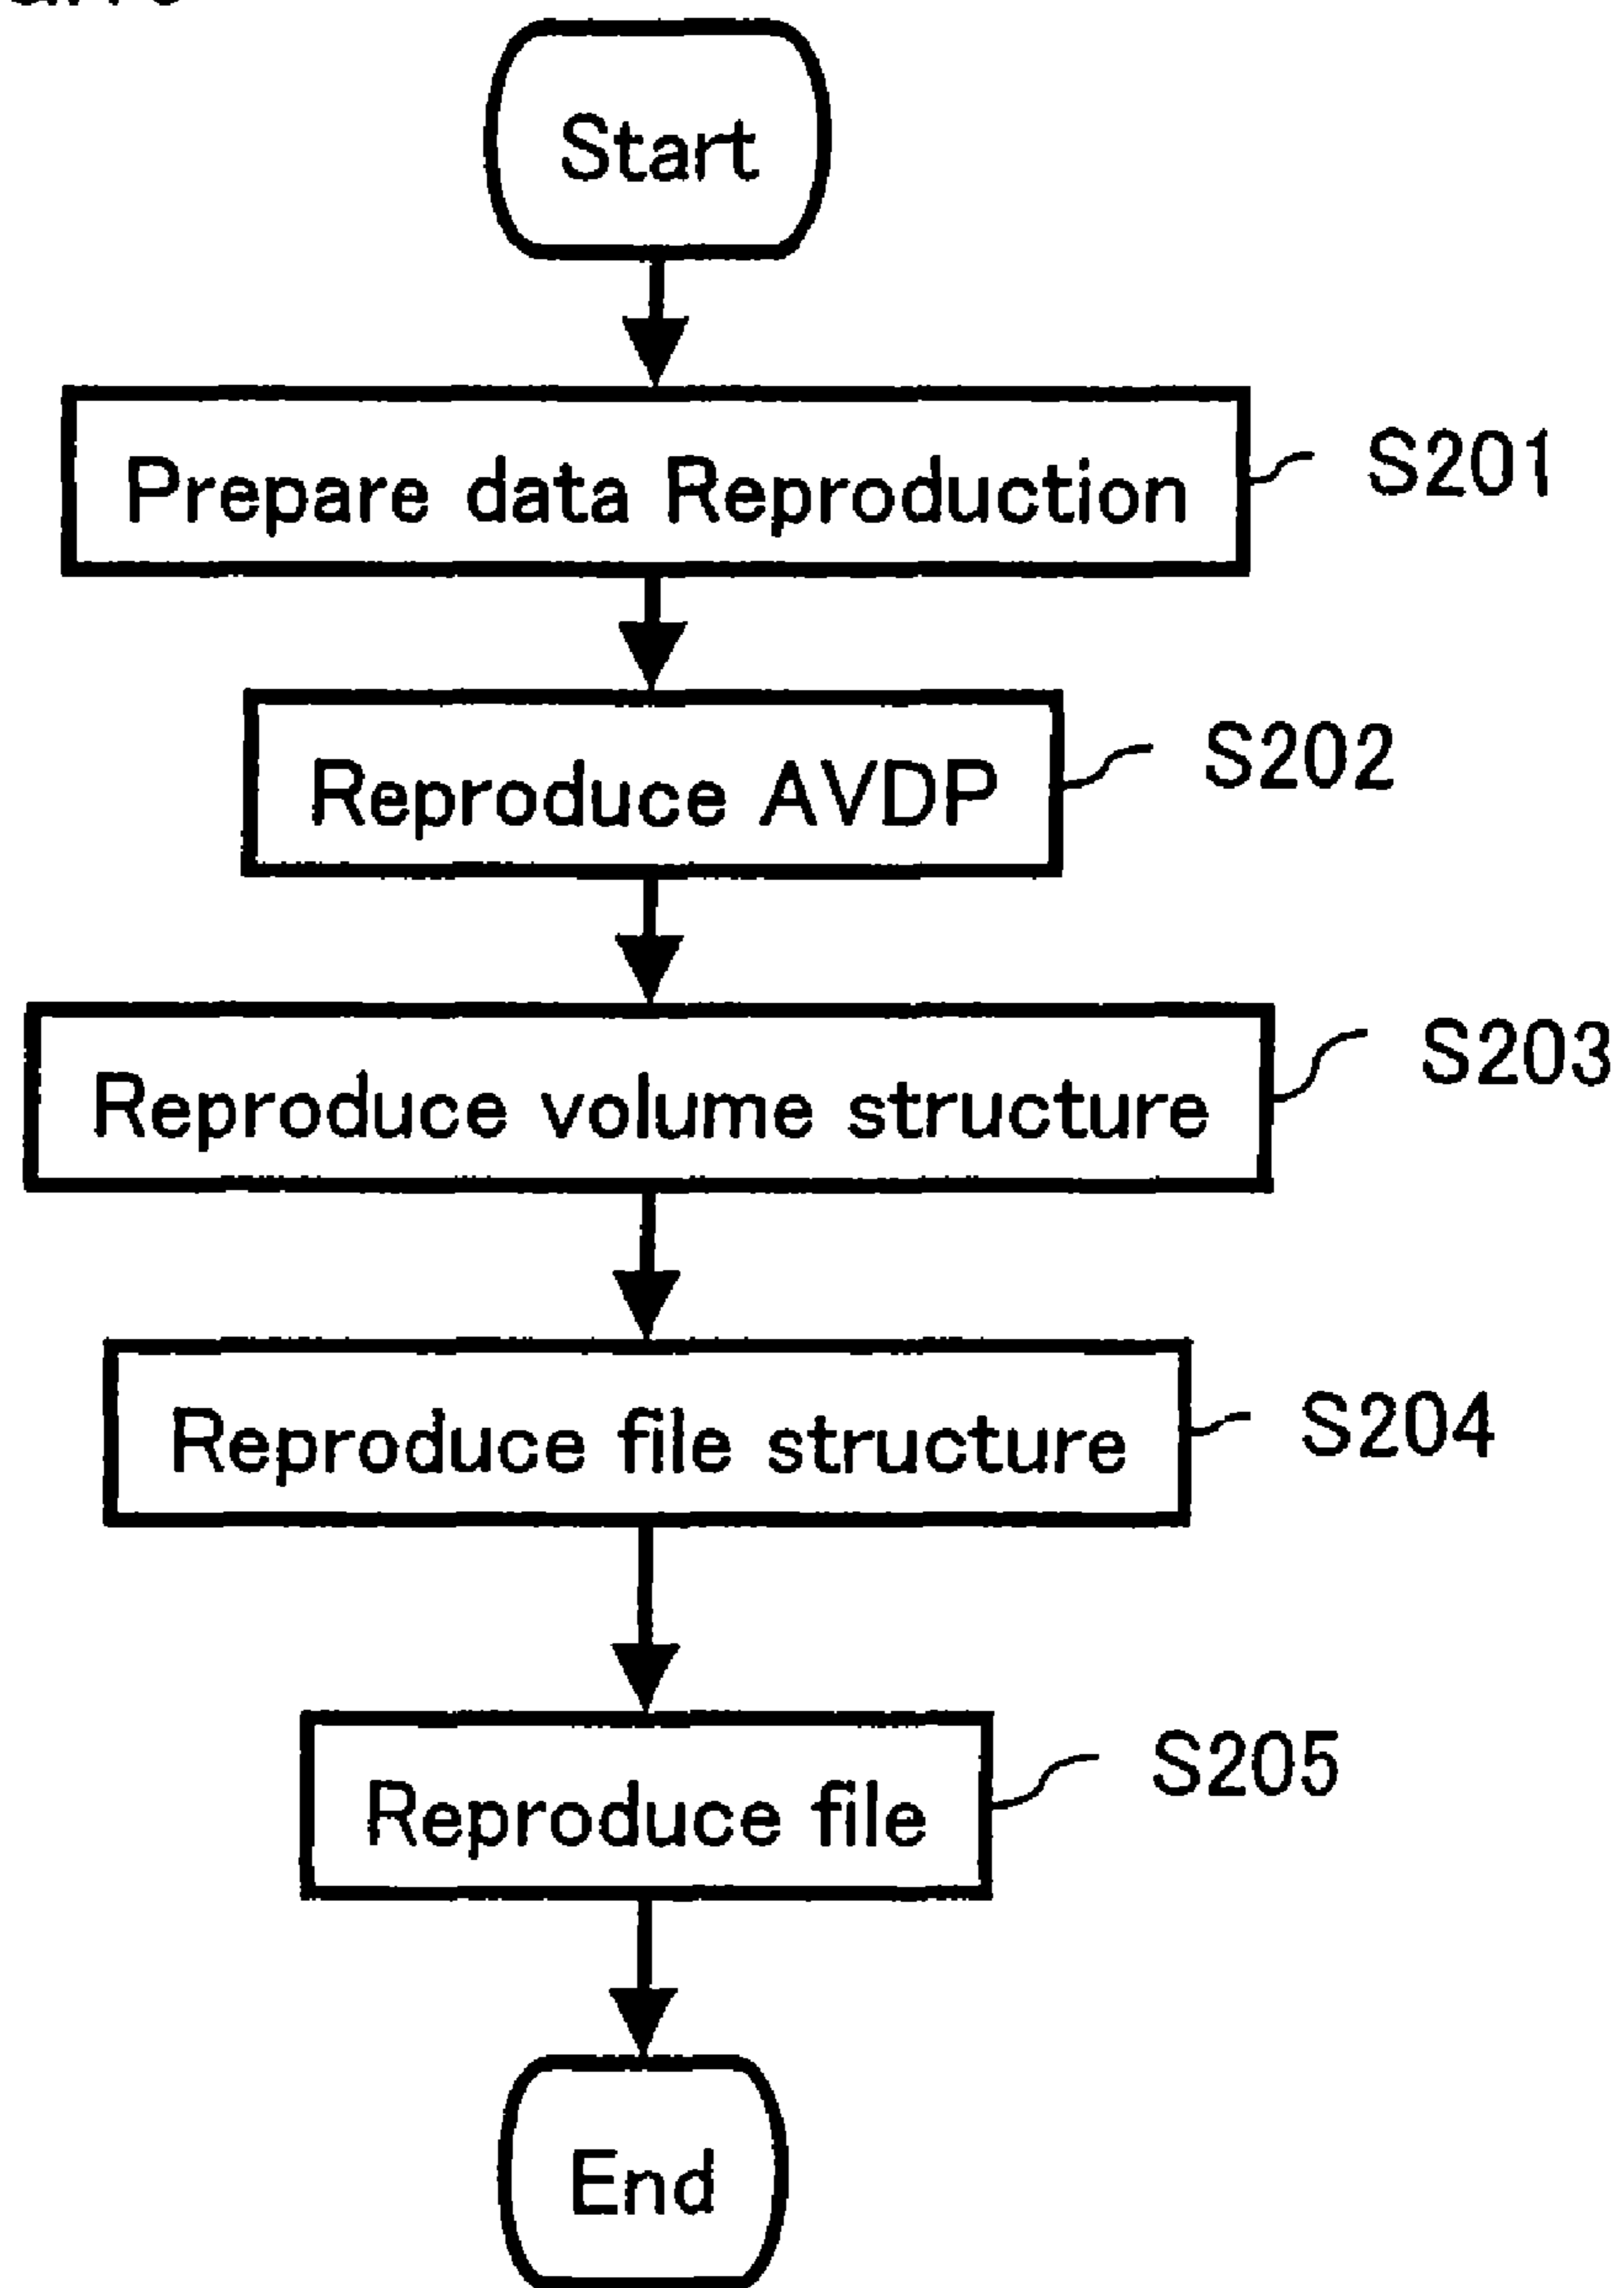 Start
Prepare data Reproduction
S201
Reproduce AVDP
S202
Reproduce volume structure
S203
Reproduce file structure
S204
Reproduce file
S205
End